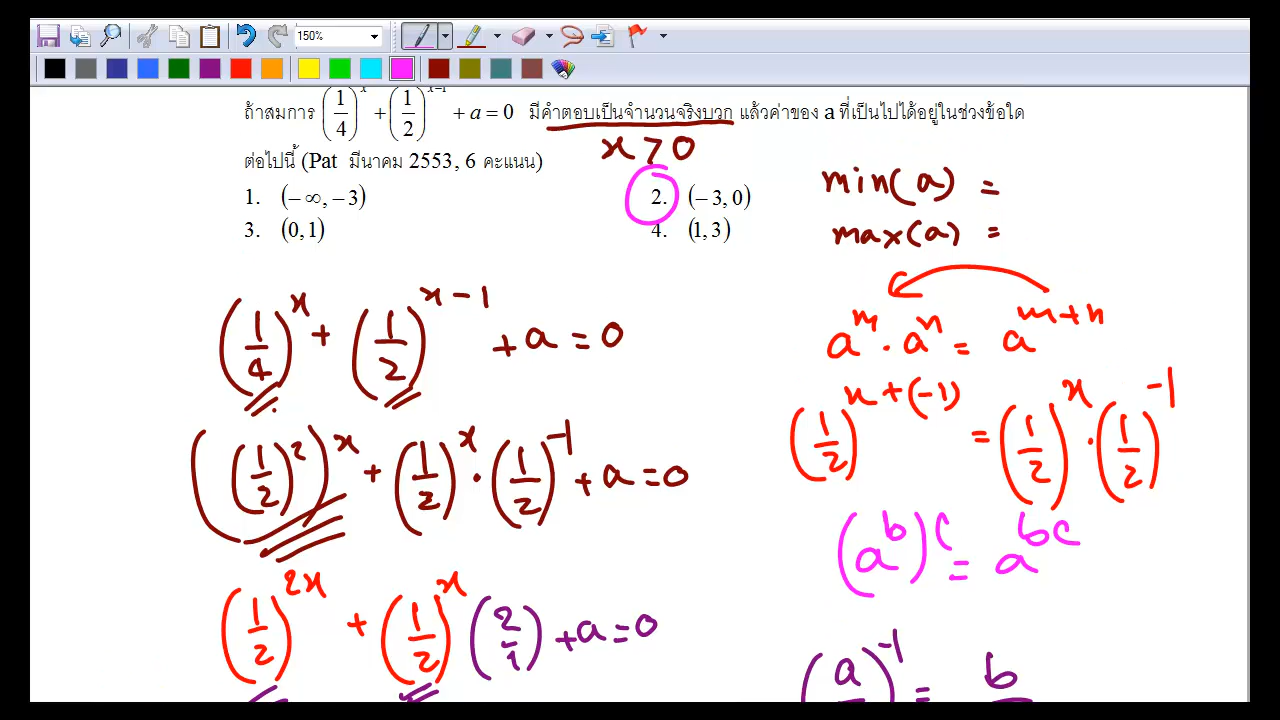 150%
ถ้าสมการ (1/4)^x + (1/2)^(x-1) + a = 0 มีคำตอบเป็นจำนวนจริงบวก แล้วค่าของ a ที่เป็นไปได้อยู่ในช่วงข้อใด
x > 0
ต่อไปนี้ (Pat มีนาคม 2553, 6 คะแนน)
min(a) =
1. (-∞, -3) 2. (-3, 0)
3. (0, 1) 4. (1, 3)
max(a) =
(1/4)^x + (1/2)^(x-1) + a = 0
a^m · a^n = a^(m+n)
(1/2)^(x+(-1)) = (1/2)^x · (1/2)^-1
((1/2)^2)^x + (1/2)^x · (1/2)^-1 + a = 0
(a^b)^c = a^bc
(1/2)^2x + (1/2)^x (2/1) + a = 0